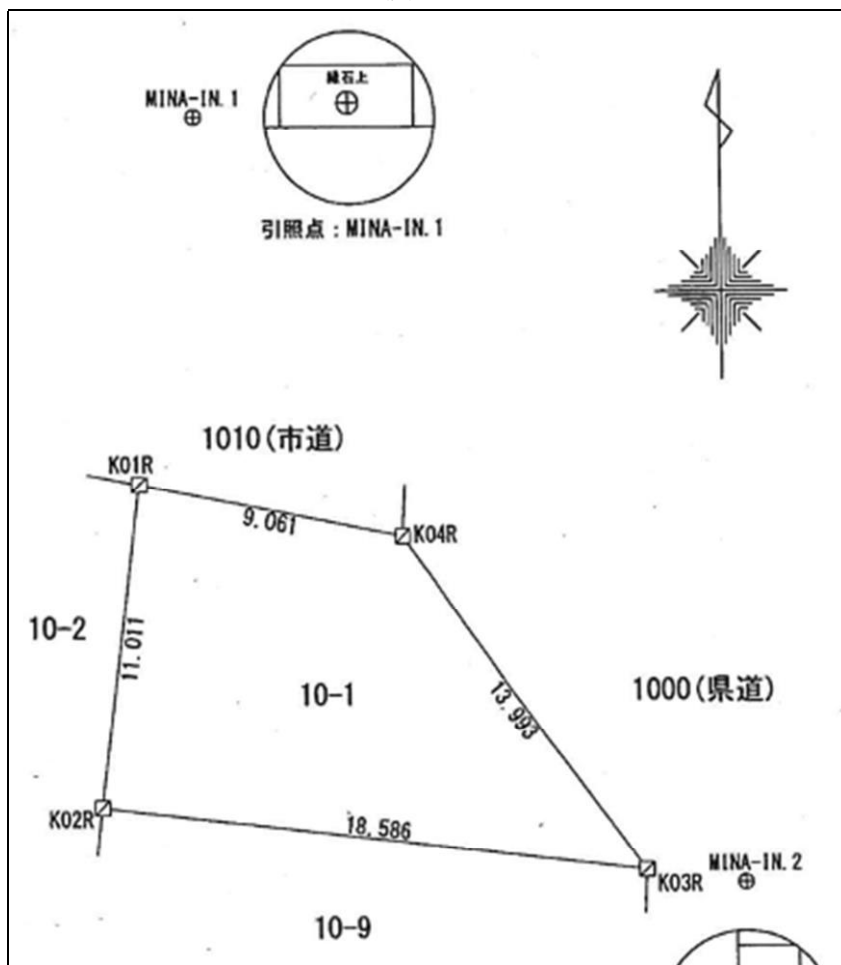 MINA-IN.1
縁石上
引照点：MINA-IN.1
1010(市道)
K01R
9.061
K04R
10-2
11.011
10-1
13.993
1000(県道)
K02R
18.586
K03R
MINA-IN.2
10-9